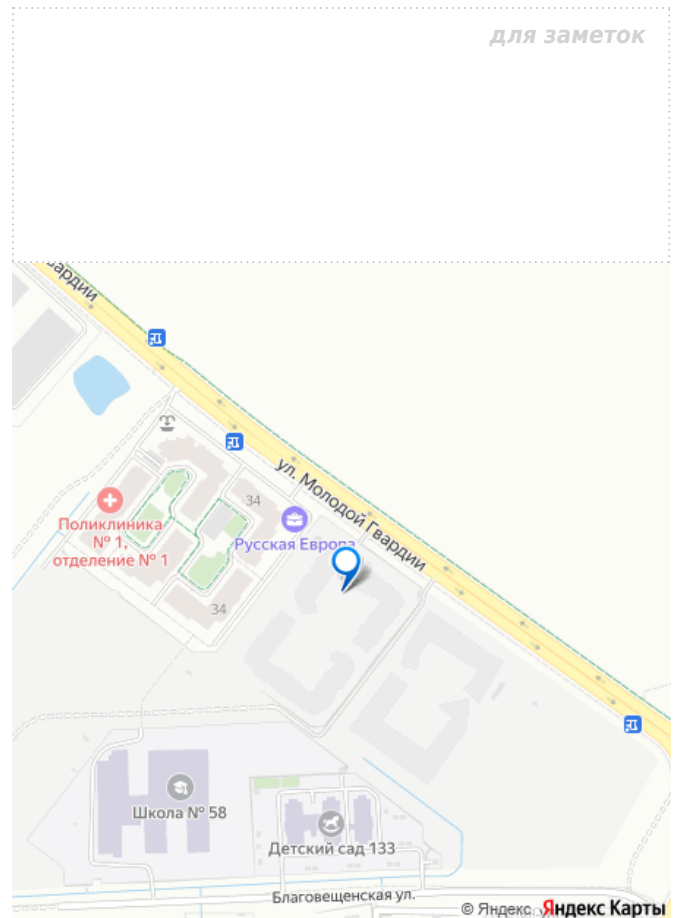 для заметок
вардии
ул. Молодой Гвардии
34
Поликлиника
№ 1,
отделение № 1
Русская Европа
34
Школа № 58
Детский сад 133
Благовещенская ул.
© Яндекс Яндекс Карты